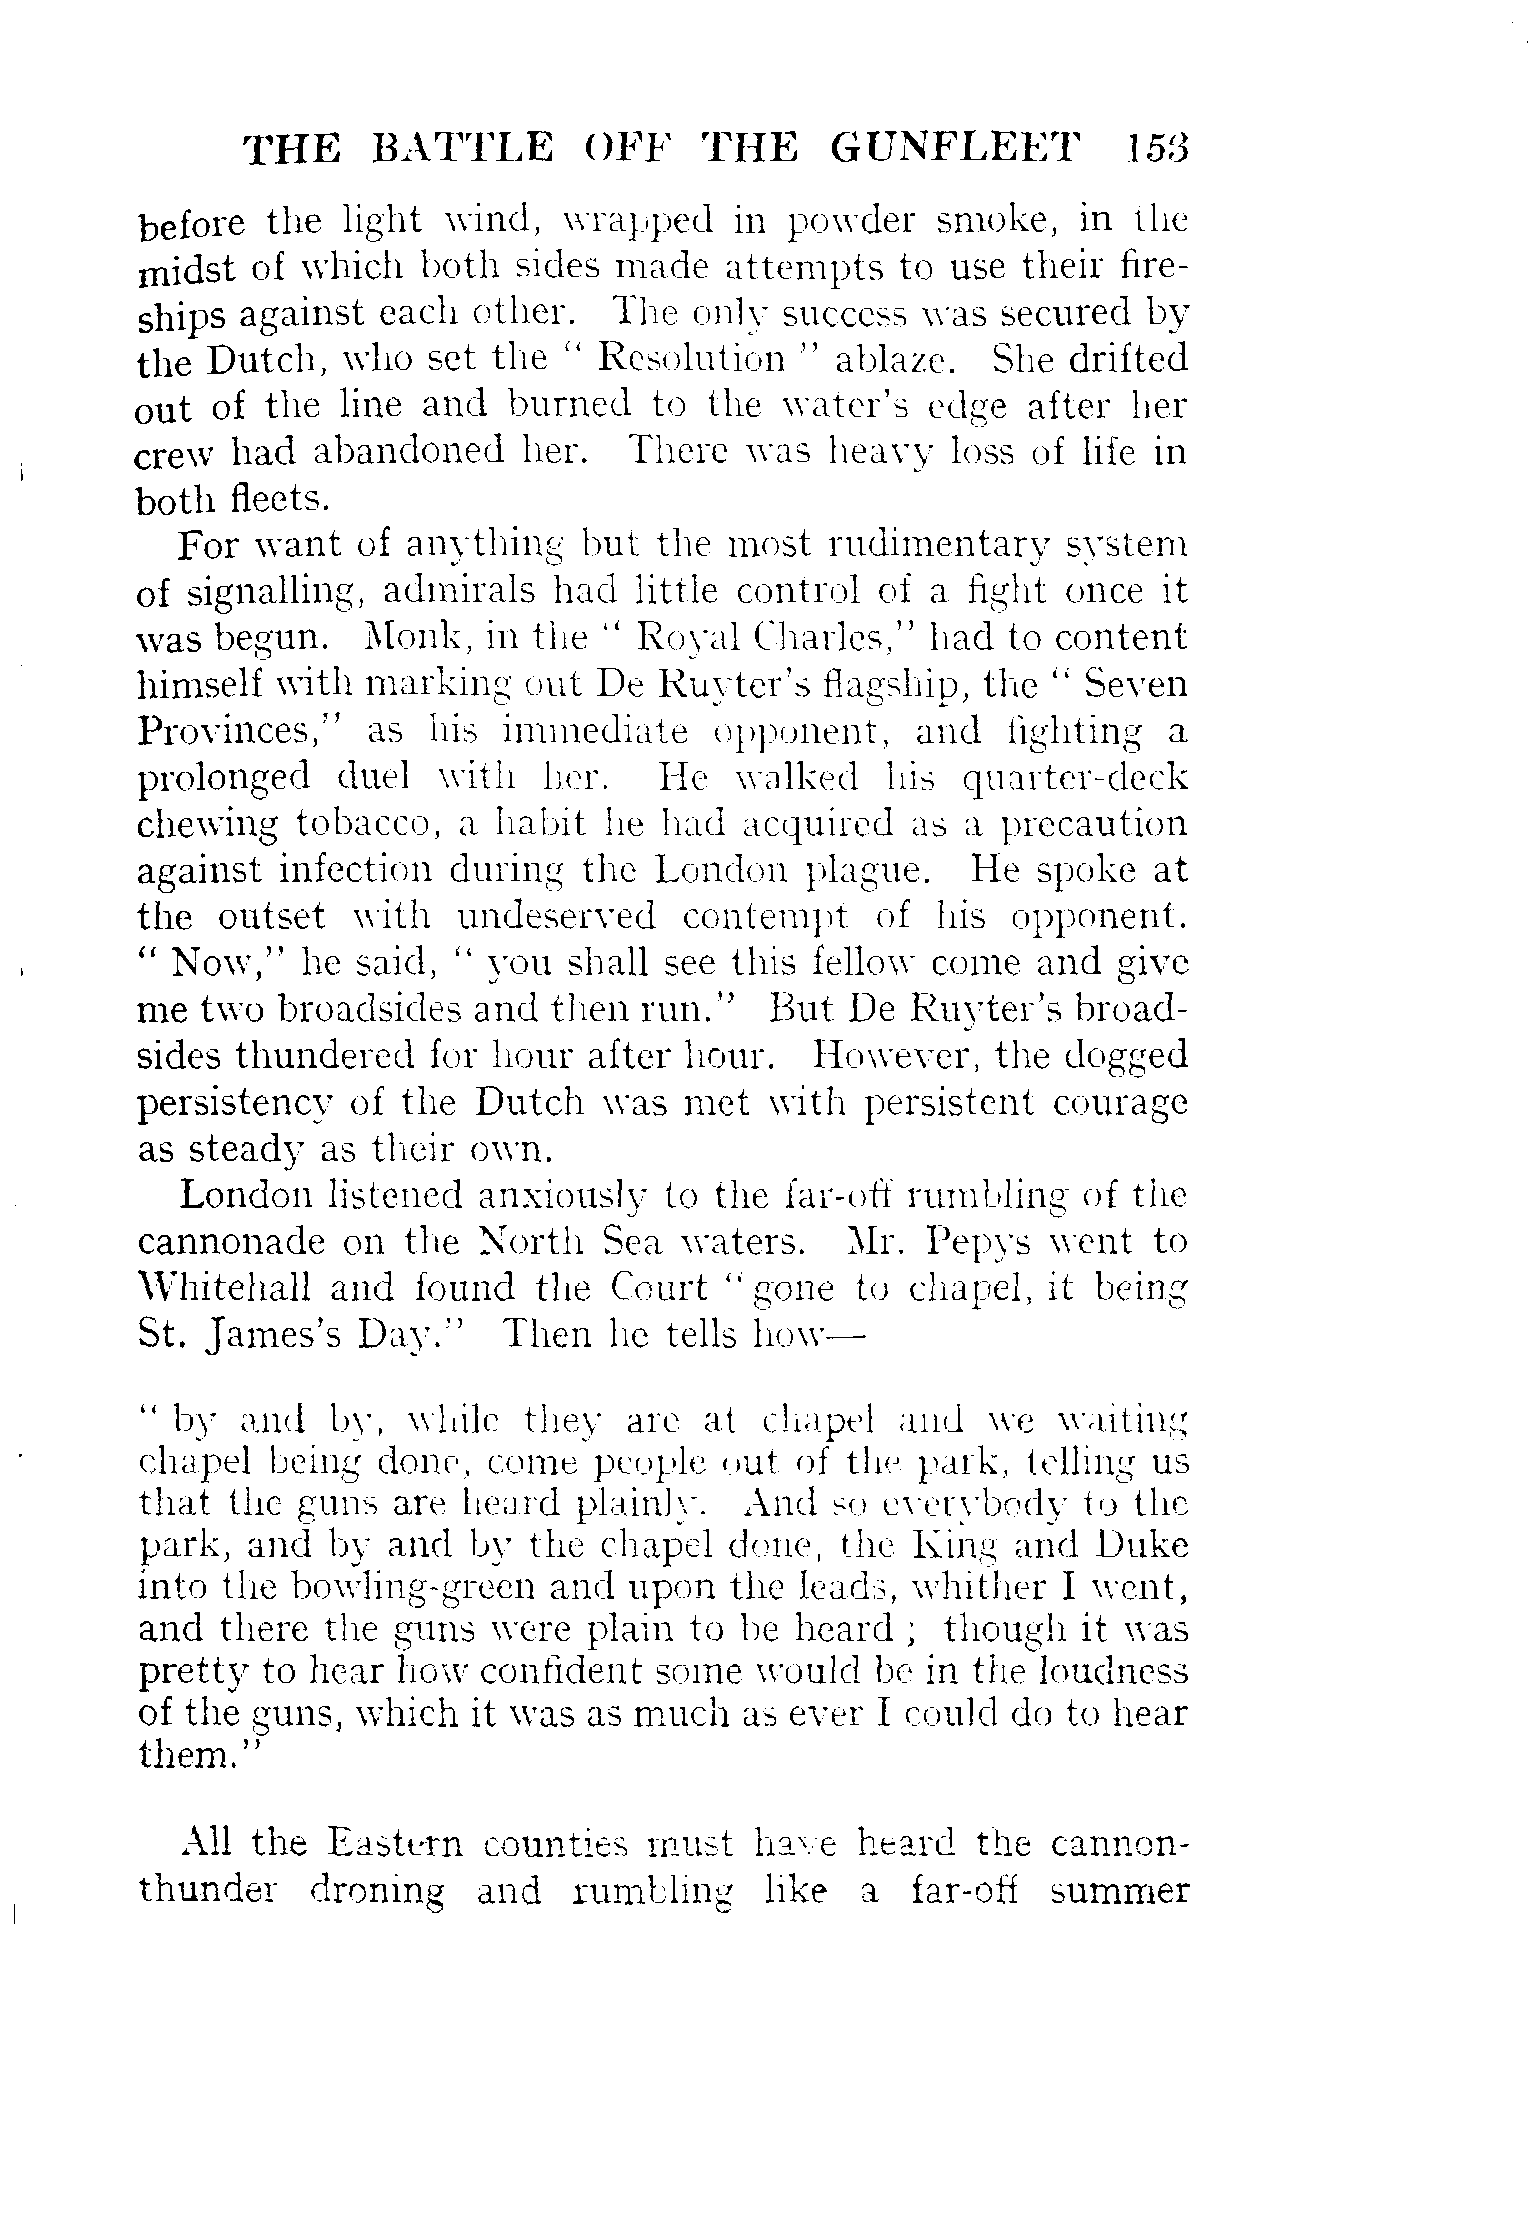 THE BATTLE OFF THE GUNFLEET 153
before the light wind, wrapped in powder smoke, in the
midst of which both sides made attempts to use their fire-
ships against each other. The only success was secured by
the Dutch, who set the “ Resolution ” ablaze. She drifted
out of the line and burned to the water's edge after her
crew had abandoned her. There was heavy loss of life in
both fleets.
For want of anything but the most rudimentary system
of signalling, admirals had little control of a fight once it
was begun. Monk, in the “ Royal Charles,” had to content
himself with marking out De Ruyter's flagship, the “ Seven
Provinces,” as his immediate opponent, and fighting a
prolonged duel with her. He walked his quarter-deck
chewing tobacco, a habit he had acquired as a precaution
against infection during the London plague. He spoke at
the outset with undeserved contempt of his opponent.
“ Now,” he said, “ you shall see this fellow come and give
me two broadsides and then run.” But De Ruyter's broad-
sides thundered for hour after hour. However, the dogged
persistency of the Dutch was met with persistent courage
as steady as their own.
London listened anxiously to the far-off rumbling of the
cannonade on the North Sea waters. Mr. Pepys went to
Whitehall and found the Court “ gone to chapel, it being
St. James's Day.” Then he tells how—
“ by and by, while they are at chapel and we waiting
chapel being done, come people out of the park, telling us
that the guns are heard plainly. And so everybody to the
park, and by and by the chapel done, the King and Duke
into the bowling-green and upon the leads, whither I went,
and there the guns were plain to be heard ; though it was
pretty to hear how confident some would be in the loudness
of the guns, which it was as much as ever I could do to hear
them.”
All the Eastern counties must have heard the cannon-
thunder droning and rumbling like a far-off summer